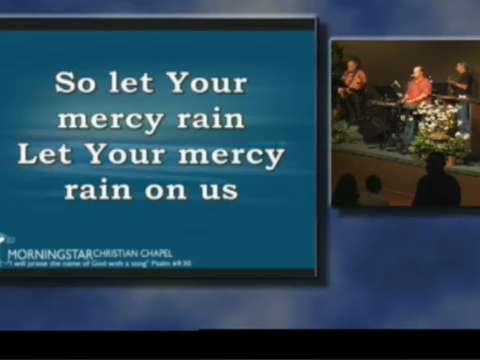 So let Your
mercy rain
Let Your mercy
rain on us
MORNINGSTAR CHRISTIAN CHAPEL
"I will praise the name of God with a song" Psalm 69:30